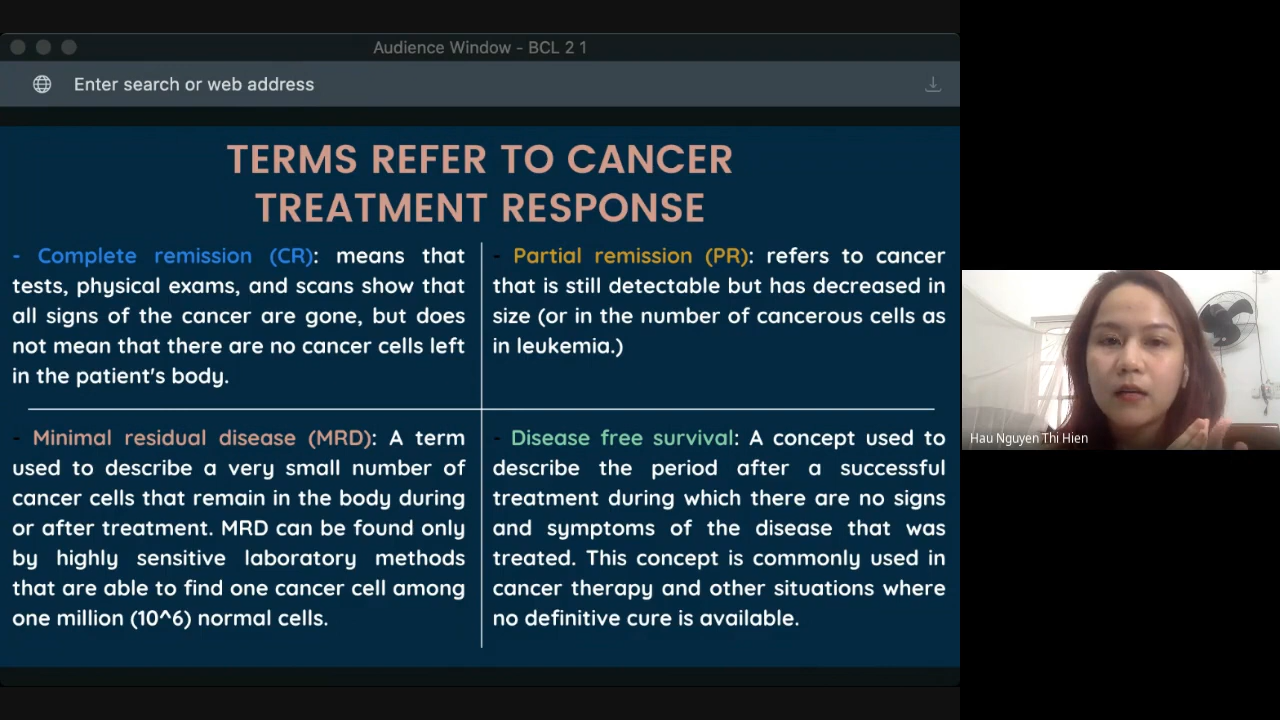 Audience Window - BCL 2 1
Enter search or web address
TERMS REFER TO CANCER
TREATMENT RESPONSE
- Complete remission (CR): means that
tests, physical exams, and scans show that
all signs of the cancer are gone, but does
not mean that there are no cancer cells left
in the patient's body.
- Partial remission (PR): refers to cancer
that is still detectable but has decreased in
size (or in the number of cancerous cells as
in leukemia.)
- Minimal residual disease (MRD): A term
used to describe a very small number of
cancer cells that remain in the body during
or after treatment. MRD can be found only
by highly sensitive laboratory methods
that are able to find one cancer cell among
one million (10^6) normal cells.
- Disease free survival: A concept used to
describe the period after a successful
treatment during which there are no signs
and symptoms of the disease that was
treated. This concept is commonly used in
cancer therapy and other situations where
no definitive cure is available.
Hau Nguyen Thi Hien